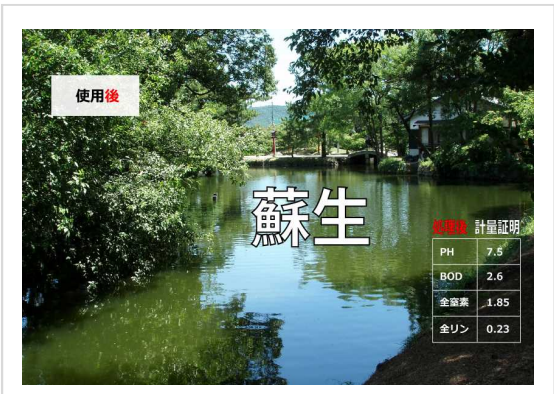 使用後
蘇生
処理後 計量証明
PH 7.5
BOD 2.6
全窒素 1.85
全リン 0.23